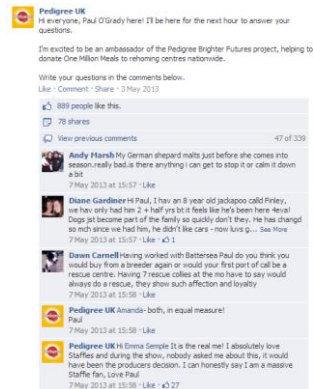 Pedigree UK
Hi everyone, Paul O'Grady here! I'll be here for the next hour to answer your
questions.
I'm excited to be an ambassador of the Pedigree Brighter Futures project, helping to
donate One Million Meals to rehoming centres nationwide.
Write your questions in the comments below.
Like · Comment · Share · 3 May 2013
889 people like this.
78 shares
View previous comments 47 of 339
Andy Harsh My German shepard malts just before she comes into
season.really bad.is there anything i can get to stop it or calm it down
a bit
7 May 2013 at 15:57 · Like
Diane Gardiner Hi Paul, I hav an 8 year old jackapoo calld Finley,
we hav only had him 2 + half yrs bt it feels like he's been here 4eva!
Dogs jst become part of the family so quickly don't they. He has changd
so mch since we had him, he didn't like cars - now luvs g... See More
7 May 2013 at 15:57 · Like · 1
Dawn Carnell Having worked with Battersea Paul do you think you
would buy from a breeder again or would your first port of call be a
rescue centre. Having 7 rescue collies at the mo have to say would
always do a rescue, they show such affection and loyalty
7 May 2013 at 15:58 · Like
Pedigree UK Amanda- both, in equal measure!
Paul
7 May 2013 at 15:58 · Like
Pedigree UK Hi Emma Semple It is the real me! I absolutely love
Staffies and during the show, nobody asked me about this, it would
have been the producers decision. I can honestly say I am a massive
Staffie fan, Love Paul
7 May 2013 at 15:58 · Like · 27